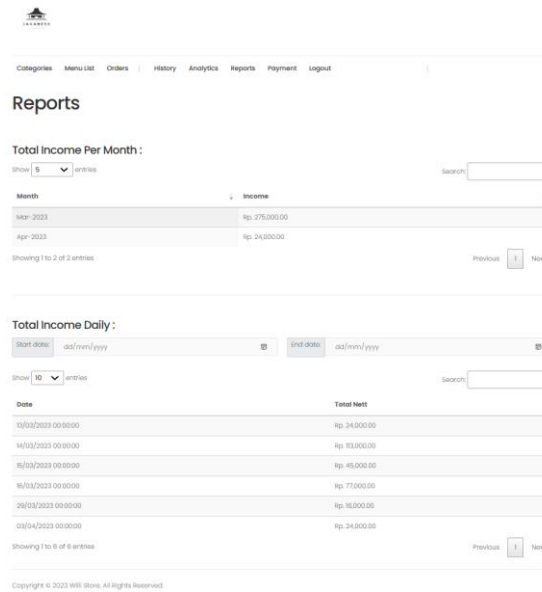 JAVANESE
Categories Menu List Orders History Analytics Reports Payment Logout
Reports
Total Income Per Month :
Show 5 entries
Search:
Month Income
Mar-2023 Rp. 275,000.00
Apr-2023 Rp. 24,000.00
Showing 1 to 2 of 2 entries
Previous 1
Total Income Daily :
Start date: dd/mm/yyyy End date: dd/mm/yyyy
Show 10 entries
Search:
Date Total Nett
13/03/2023 00:00:00 Rp. 24,000.00
14/03/2023 00:00:00 Rp. 113,000.00
15/03/2023 00:00:00 Rp. 45,000.00
16/03/2023 00:00:00 Rp. 77,000.00
29/03/2023 00:00:00 Rp. 16,000.00
03/04/2023 00:00:00 Rp. 24,000.00
Showing 1 to 6 of 6 entries
Previous 1
Copyright © 2023 Will Store. All Rights Reserved.